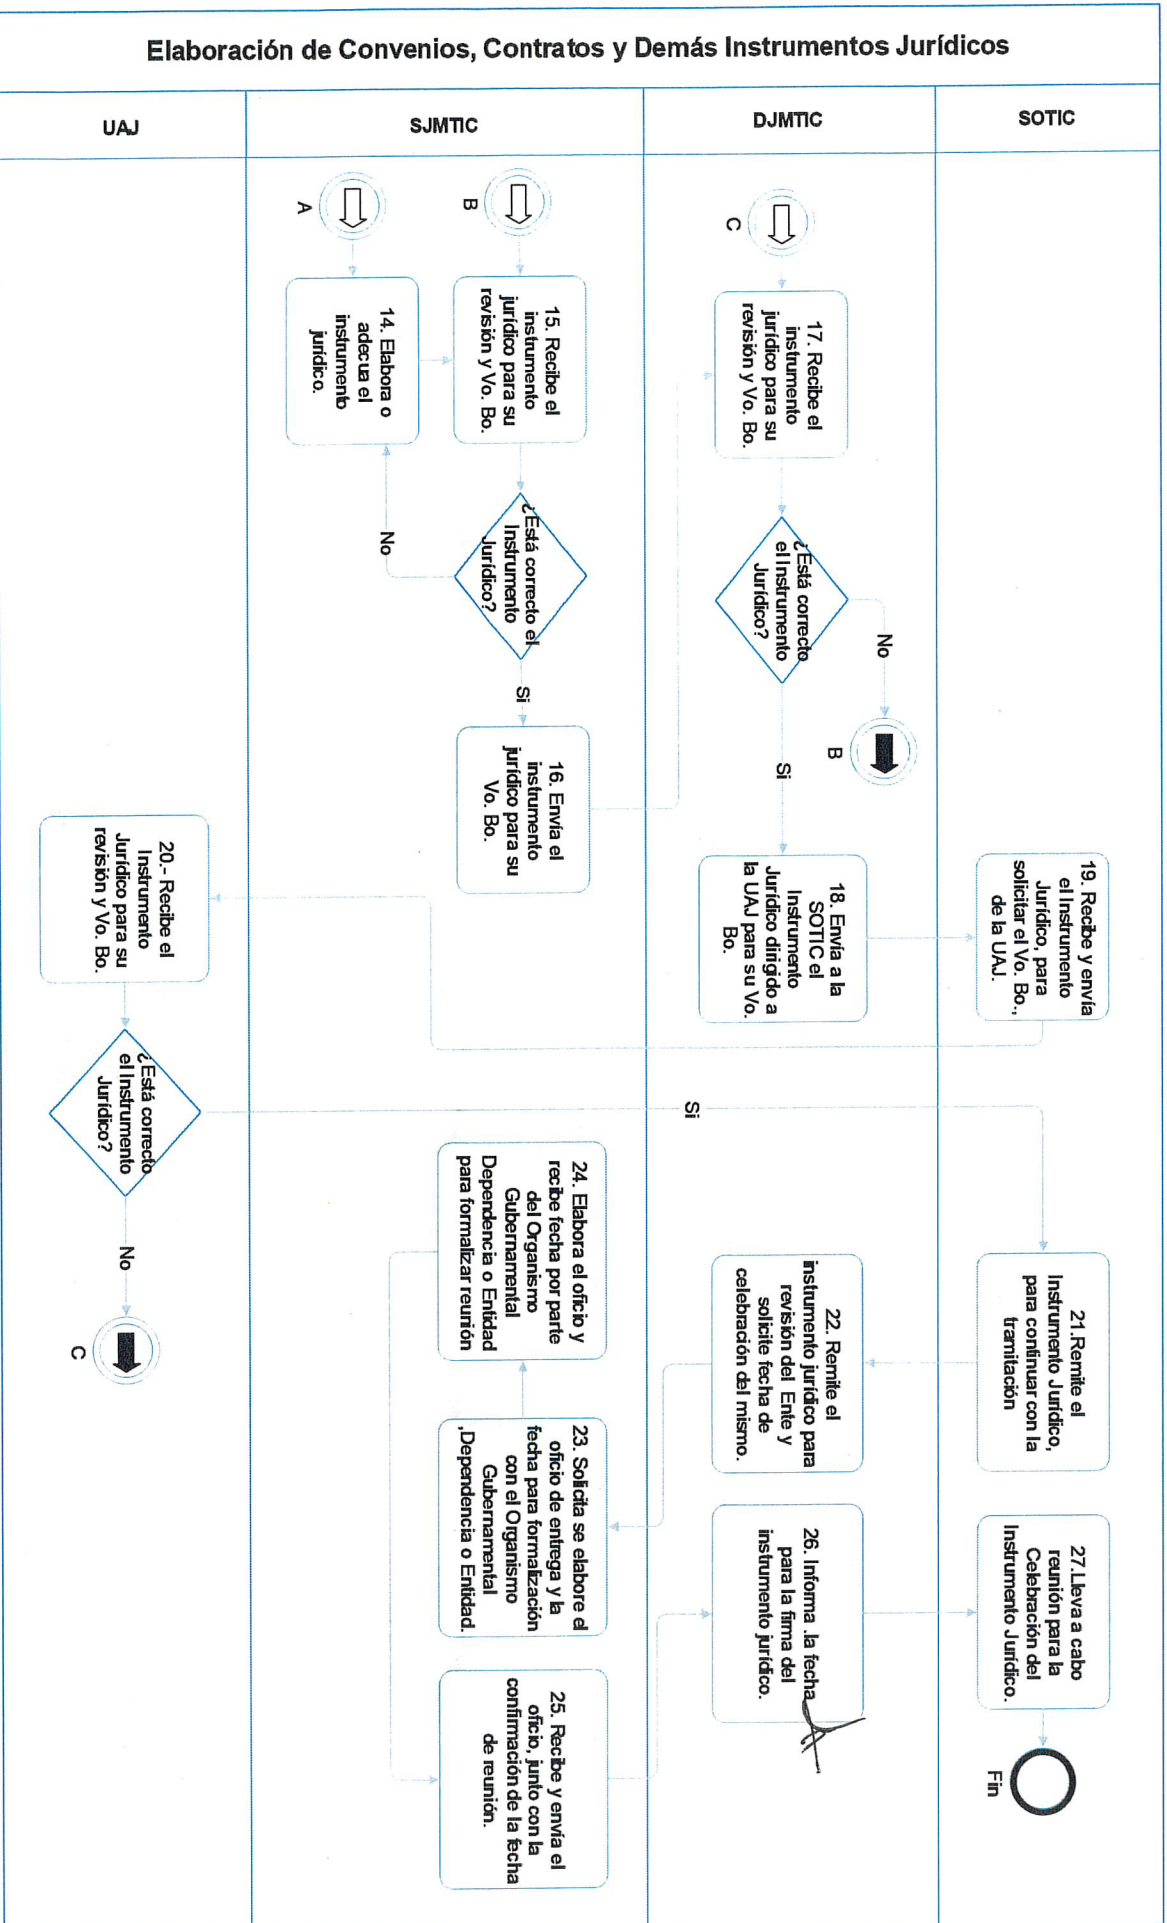 Elaboración de Convenios, Contratos y Demás Instrumentos Jurídicos
SOTIC
19. Recibe y envía
el Instrumento
Jurídico, para
solicitar el Vo. Bo.,
de la UAJ.
21.Remite el
Instrumento Jurídico,
para continuar con la
tramitación
27.Lleva a cabo
reunión para la
Celebración del
Instrumento Jurídico.
Fin
DJMTIC
C
17. Recibe el
instrumento
jurídico para su
revisión y Vo. Bo.
¿Está correcto
el Instrumento
Jurídico?
No
B
Si
18. Envía a la
SOTIC el
Instrumento
Jurídico dirigido a
la UAJ para su Vo.
Bo.
22. Remite el
instrumento jurídico para
revisión del Ente y
solicite fecha de
celebración del mismo.
26. Informa .la fecha
para la firma del
instrumento jurídico.
SJMTIC
B
15. Recibe el
instrumento
jurídico para su
revisión y Vo. Bo.
¿Está correcto el
Instrumento
Jurídico?
Si
16. Envía el
instrumento
jurídico para su
Vo. Bo.
A
14. Elabora o
adecua el
instrumento
jurídico.
No
Si
24. Elabora el oficio y
recibe fecha por parte
del Organismo
Gubernamental
Dependencia o Entidad
para formalizar reunión
23. Solicita se elabore el
oficio de entrega y la
fecha para formalización
con el Organismo
Gubernamental
,Dependencia o Entidad.
25. Recibe y envía el
oficio, junto con la
confirmación de la fecha
de reunión.
UAJ
20.- Recibe el
Instrumento
Jurídico para su
revisión y Vo. Bo.
¿Está correcto
el Instrumento
Jurídico?
No
C